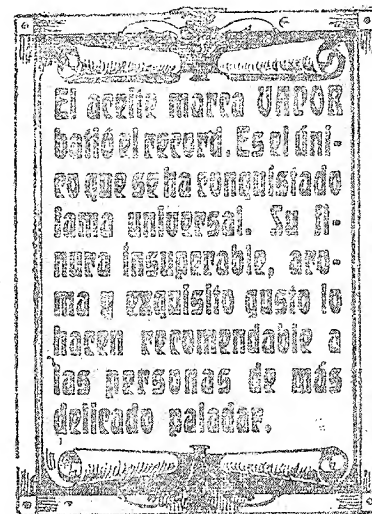 El aceite marca VAPOR
batió el record. Es el úni-
co que se ha conquistado
fama universal. Su fi-
nura insuperable, aro-
ma y exquisito gusto lo
hacen recomendable a
las personas de más
delicado paladar.